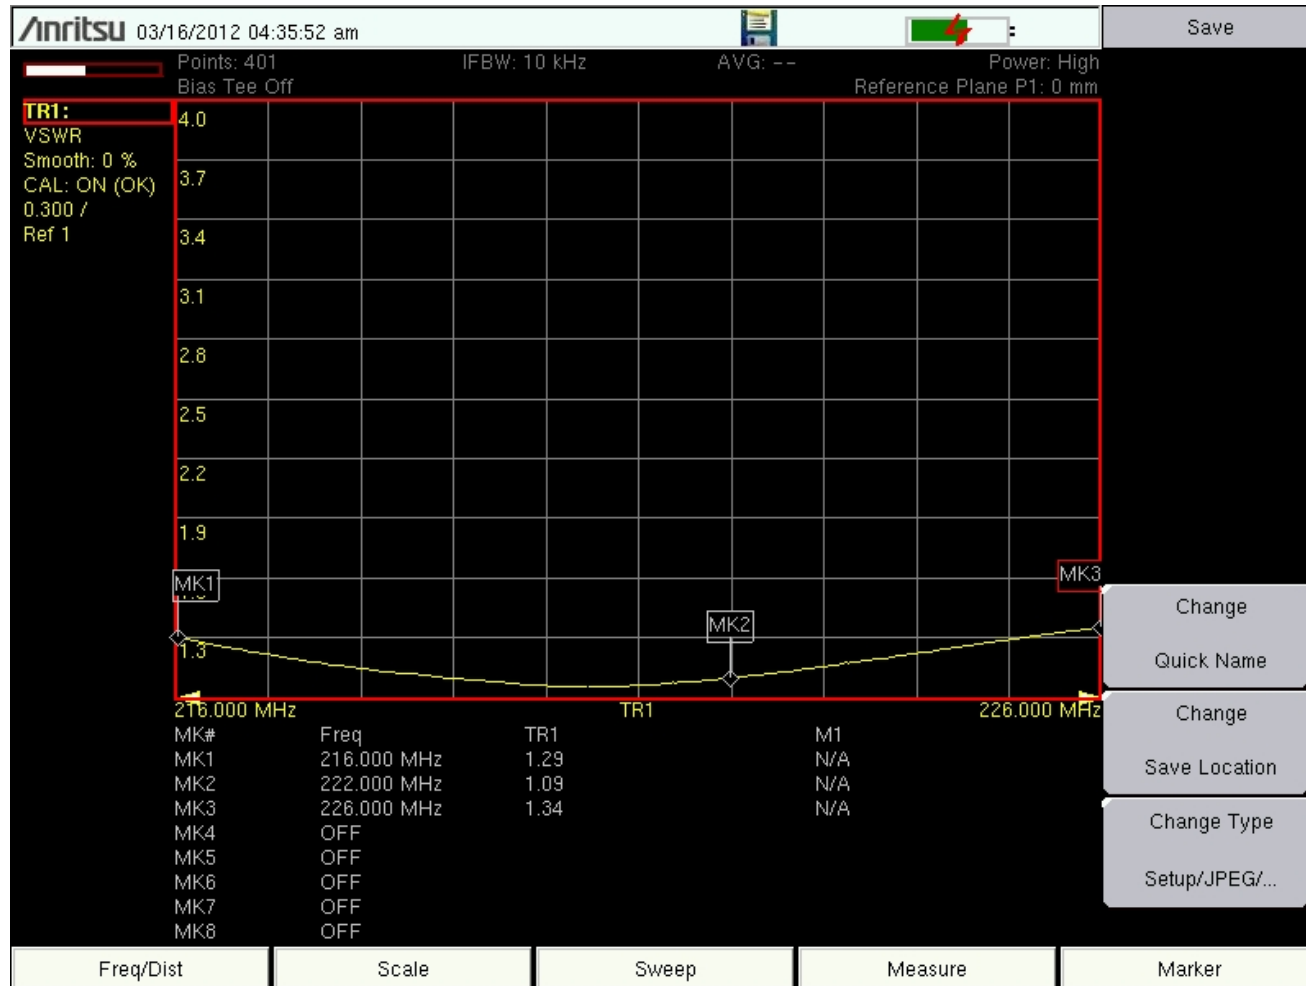 Anritsu 03/16/2012 04:35:52 am
Save
Points: 401 IFBW: 10 kHz AVG: -- Power: High
Bias Tee Off Reference Plane P1: 0 mm
TR1:
VSWR
Smooth: 0 %
CAL: ON (OK)
0.300 /
Ref 1
4.0
3.7
3.4
3.1
2.8
2.5
2.2
1.9
MK1
MK2
MK3
1.3
216.000 MHz TR1 226.000 MHz
MK# Freq TR1 M1
MK1 216.000 MHz 1.29 N/A
MK2 222.000 MHz 1.09 N/A
MK3 226.000 MHz 1.34 N/A
MK4 OFF
MK5 OFF
MK6 OFF
MK7 OFF
MK8 OFF
Change
Quick Name
Change
Save Location
Change Type
Setup/JPEG/...
Freq/Dist Scale Sweep Measure Marker